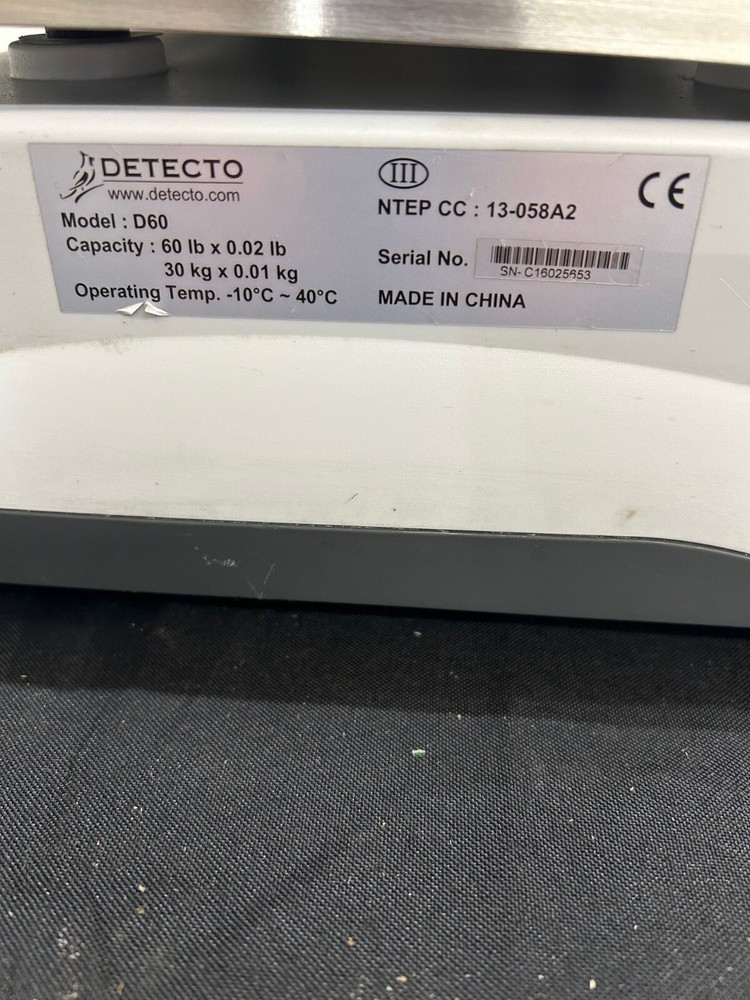 DETECTO
www.detecto.com
Model : D60
Capacity : 60 lb x 0.02 lb
30 kg x 0.01 kg
Operating Temp. -10°C ~ 40°C
III
NTEP CC : 13-058A2
Serial No.
SN- C16025653
MADE IN CHINA
CE